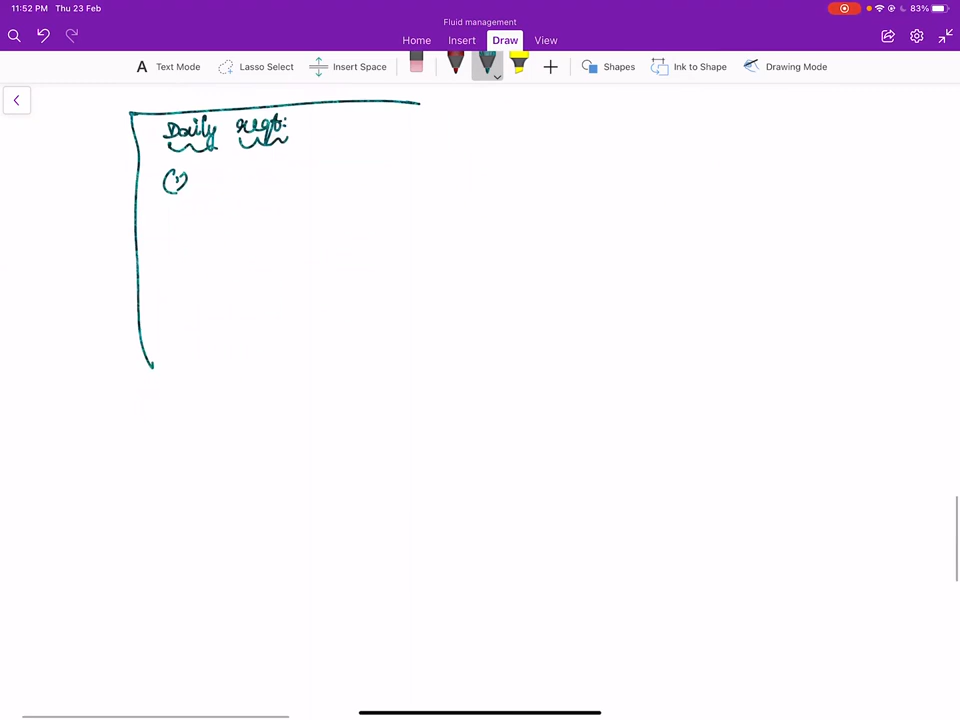 11:52 PM Thu 23 Feb 83%
Fluid management
Home Insert Draw View
A Text Mode Lasso Select Insert Space Shapes Ink to Shape Drawing Mode
Daily reqt: